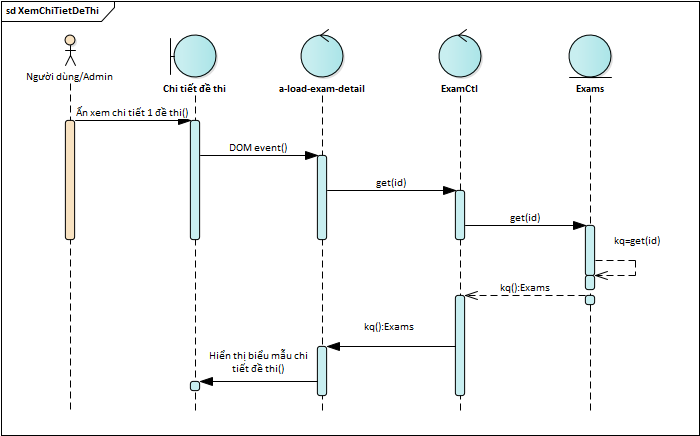 sd XemChiTietDeThi
Người dùng/Admin
Chi tiết đề thi
a-load-exam-detail
ExamCtl
Exams
Ấn xem chi tiết 1 đề thi()
DOM event()
get(id)
get(id)
kq=get(id)
kq():Exams
kq():Exams
Hiển thị biểu mẫu chi
tiết đề thi()